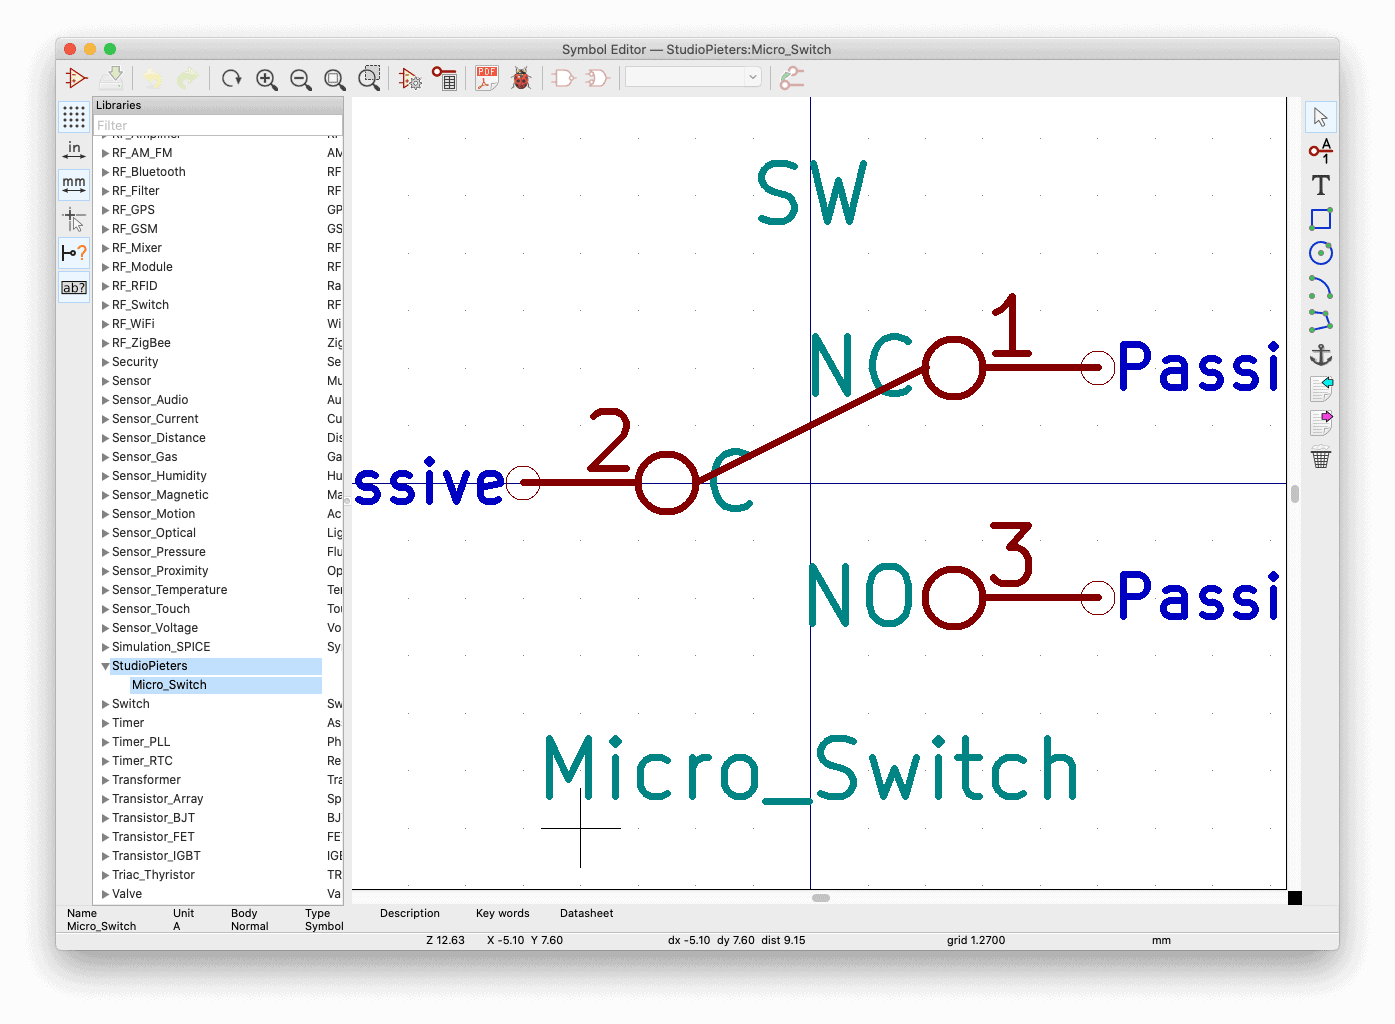 Symbol Editor — StudioPieters:Micro_Switch
PDF
Libraries
Filter
in
mm
ab?
RF_Amplifier RF
RF_AM_FM AM
RF_Bluetooth RF
RF_Filter RF
RF_GPS GP
RF_GSM GS
RF_Mixer RF
RF_Module RF
RF_RFID Ra
RF_Switch RF
RF_WiFi Wi
RF_ZigBee Zig
Security Se
Sensor Mu
Sensor_Audio Au
Sensor_Current Cu
Sensor_Distance Dis
Sensor_Gas Ga
Sensor_Humidity Hu
Sensor_Magnetic Ma
Sensor_Motion Ac
Sensor_Optical Lig
Sensor_Pressure Flu
Sensor_Proximity Op
Sensor_Temperature Ter
Sensor_Touch Tou
Sensor_Voltage Vo
Simulation_SPICE Sy
StudioPieters
Micro_Switch
Switch Sw
Timer As
Timer_PLL Ph
Timer_RTC Re
Transformer Tra
Transistor_Array Sp
Transistor_BJT BJ
Transistor_FET FE
Transistor_IGBT IGE
Triac_Thyristor TR
Valve Va
SW
1
NC Passi
2
ssive C
3
NO Passi
Micro_Switch
A
1
T
Name Unit Body Type Description Key words Datasheet
Micro_Switch A Normal Symbol
Z 12.63 X -5.10 Y 7.60 dx -5.10 dy 7.60 dist 9.15 grid 1.2700 mm